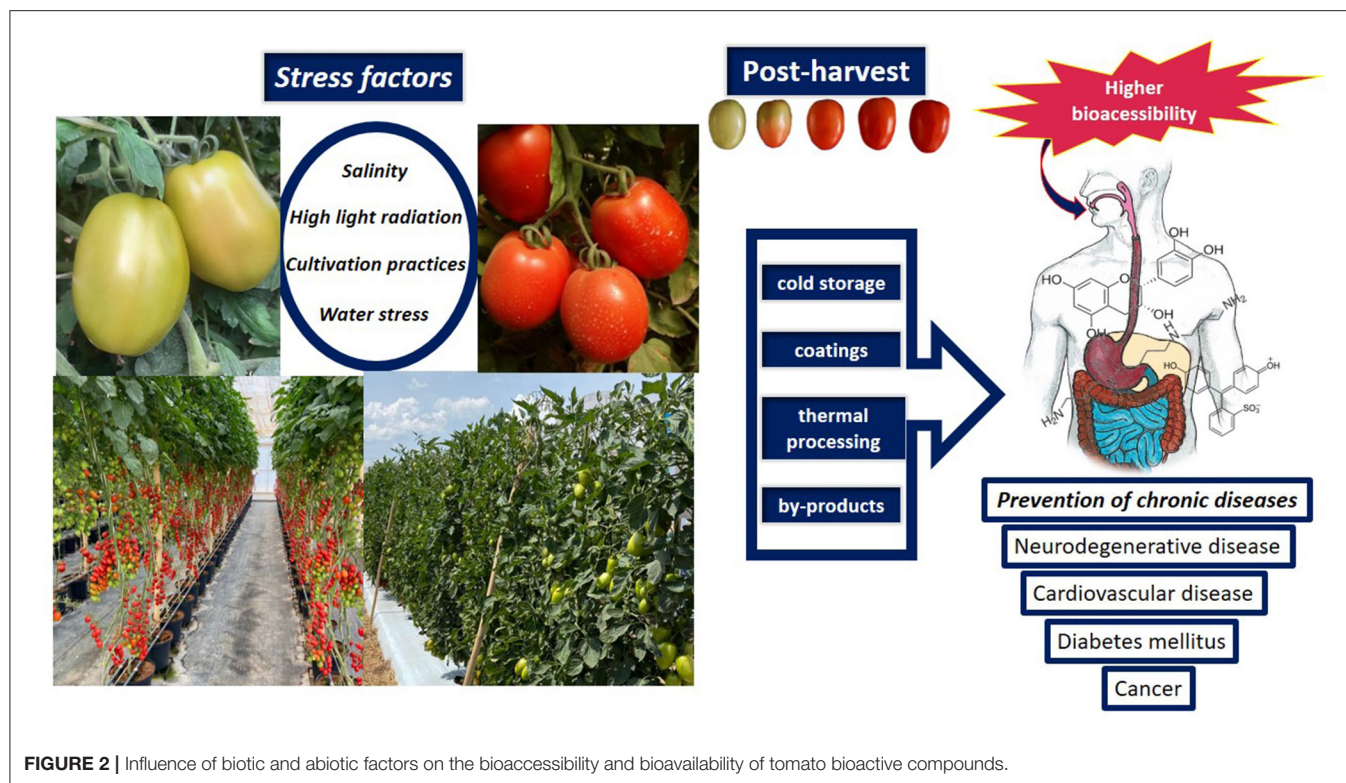 Stress factors
Salinity
High light radiation
Cultivation practices
Water stress
Post-harvest
cold storage
coatings
thermal
processing
by-products
Higher
bioacessibility
OH
OH
HO
O
OH
OH
NH₂
H
N
H
N
HO
+
OH
SO₃⁻
H₂N
Prevention of chronic diseases
Neurodegenerative disease
Cardiovascular disease
Diabetes mellitus
Cancer
FIGURE 2 | Influence of biotic and abiotic factors on the bioaccessibility and bioavailability of tomato bioactive compounds.